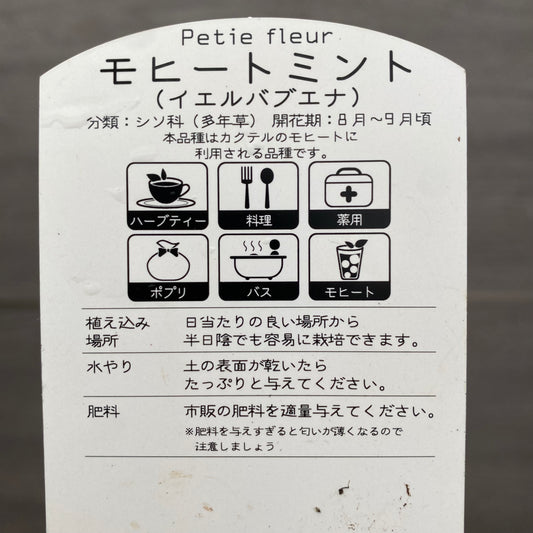 Petie fleur
モヒートミント
（イエルバブエナ）
分類：シソ科（多年草） 開花期：8月～9月頃
本品種はカクテルのモヒートに
利用される品種です。
ハーブティー 料理 薬用
ポプリ バス モヒート
植え込み 日当たりの良い場所から
場所 半日陰でも容易に栽培できます。
水やり 土の表面が乾いたら
たっぷりと与えてください。
肥料 市販の肥料を適量与えてください。
※肥料を与えすぎると匂いが薄くなるので
注意しましょう